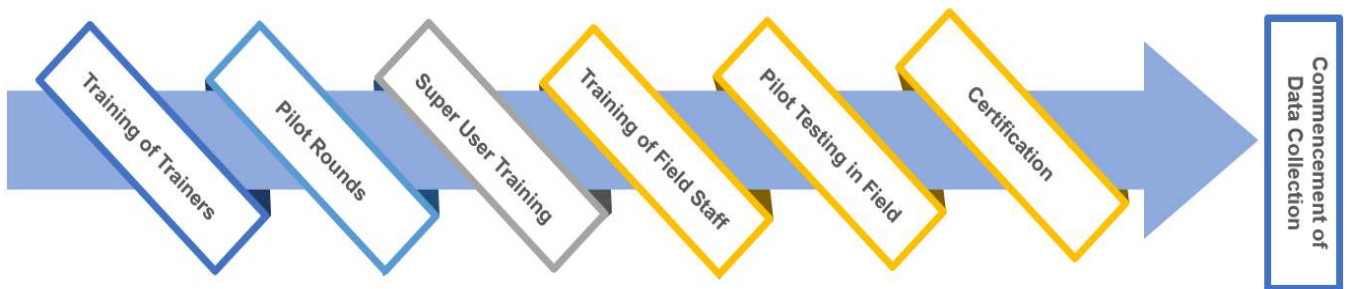 Training of Trainers
Pilot Rounds
Super User Training
Training of Field Staff
Pilot Testing in Field
Certification
Commencement of
Data Collection